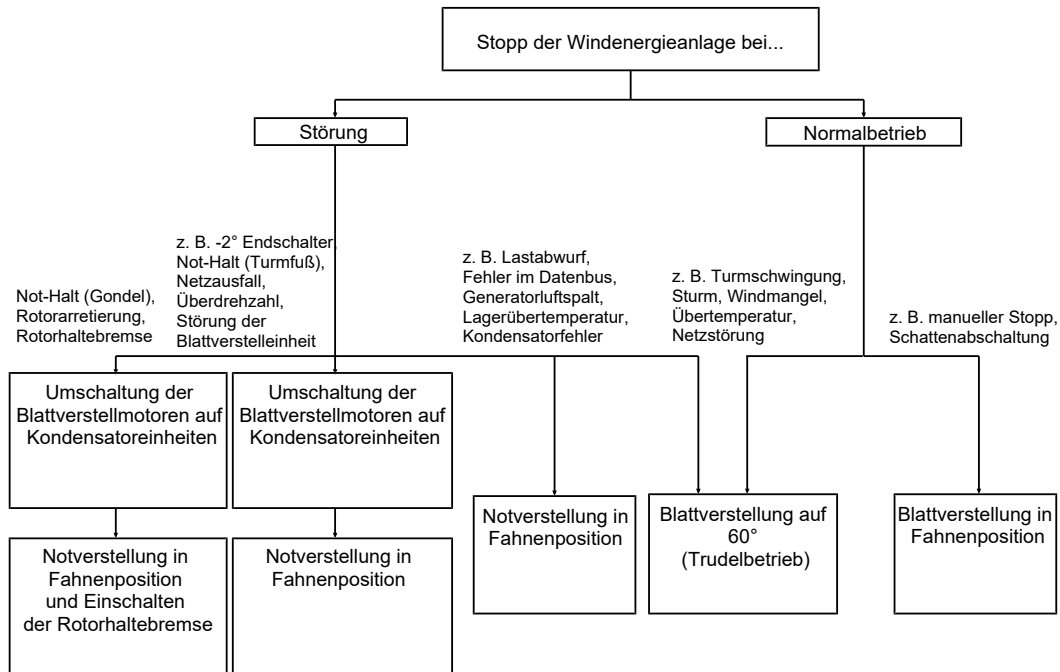 Stopp der Windenergieanlage bei...
Störung
Normalbetrieb
Not-Halt (Gondel),
Rotorarretierung,
Rotorhaltebremse
z. B. -2° Endschalter,
Not-Halt (Turmfuß),
Netzausfall,
Überdrehzahl,
Störung der
Blattverstelleinheit
z. B. Lastabwurf,
Fehler im Datenbus,
Generatorluftspalt,
Lagerübertemperatur,
Kondensatorfehler
z. B. Turmschwingung,
Sturm, Windmangel,
Übertemperatur,
Netzstörung
z. B. manueller Stopp,
Schattenabschaltung
Umschaltung der
Blattverstellmotoren auf
Kondensatoreinheiten
Umschaltung der
Blattverstellmotoren auf
Kondensatoreinheiten
Notverstellung in
Fahnenposition
Blattverstellung auf
60°
(Trudelbetrieb)
Blattverstellung in
Fahnenposition
Notverstellung in
Fahnenposition
und Einschalten
der Rotorhaltebremse
Notverstellung in
Fahnenposition